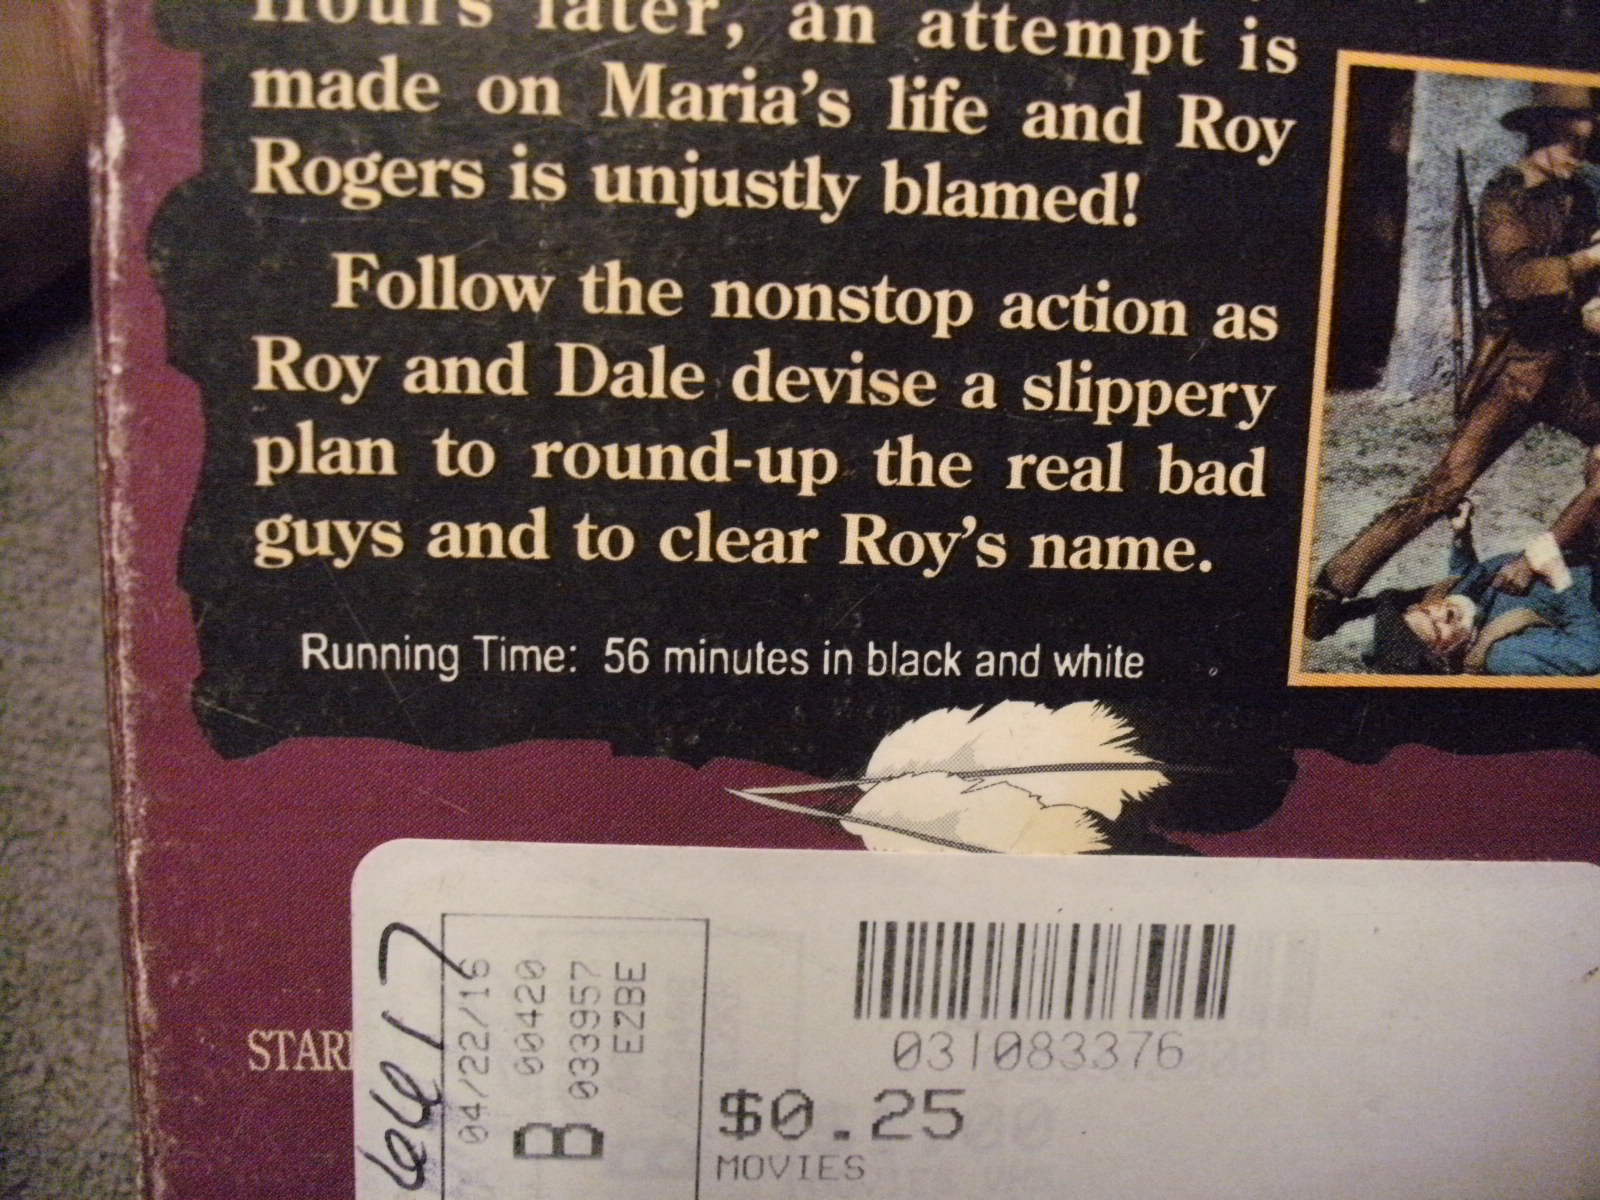 Hours later, an attempt is
made on Maria's life and Roy
Rogers is unjustly blamed!
Follow the nonstop action as
Roy and Dale devise a slippery
plan to round-up the real bad
guys and to clear Roy's name.
Running Time: 56 minutes in black and white
STARR
6617
04/22/16
B 00420
033957
EZBE
031083376
$0.25
MOVIES